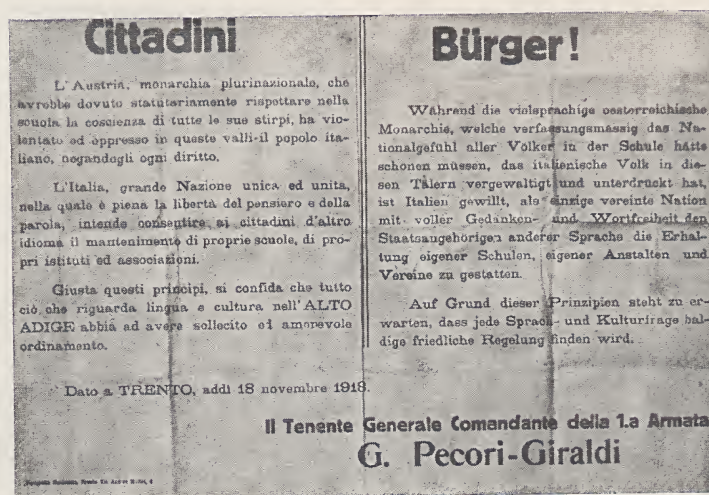 Cittadini
L'Austria, monarchia plurinazionale, che
avrebbe dovuto statutariamente rispettare nella
scuola la coscienza di tutte le sue stirpi, ha vio-
lentato ed oppresso in queste valli il popolo ita-
liano, negandogli ogni diritto.
L'Italia, grande Nazione unica ed unita,
nella quale è piena la libertà del pensiero e della
parola, intende consentire ai cittadini d'altro
idioma il mantenimento di proprie scuole, di pro-
pri istituti ed associazioni.
Giusta questi principi, si confida che tutto
ciò che riguarda lingua e cultura nell'ALTO
ADIGE abbia ad avere sollecito ed amorevole
ordinamento.
Bürger!
Während die vielsprachige oesterreichische
Monarchie, welche verfassungsmässig das Na-
tionalgefühl aller Völker in der Schule hätte
schonen müssen, das italienische Volk in die-
sen Tälern vergewaltigt und unterdrückt hat,
ist Italien gewillt, als einzige vereinte Nation
mit voller Gedanken- und Wortfreiheit den
Staatsangehörigen anderer Sprache die Erhal-
tung eigener Schulen, eigener Anstalten und
Vereine zu gestatten.
Auf Grund dieser Prinzipien steht zu er-
warten, dass jede Sprach- und Kulturfrage bal-
dige friedliche Regelung finden wird.
Dato a TRENTO, addì 18 novembre 1918.
Il Tenente Generale Comandante della 1.a Armata
G. Pecori-Giraldi